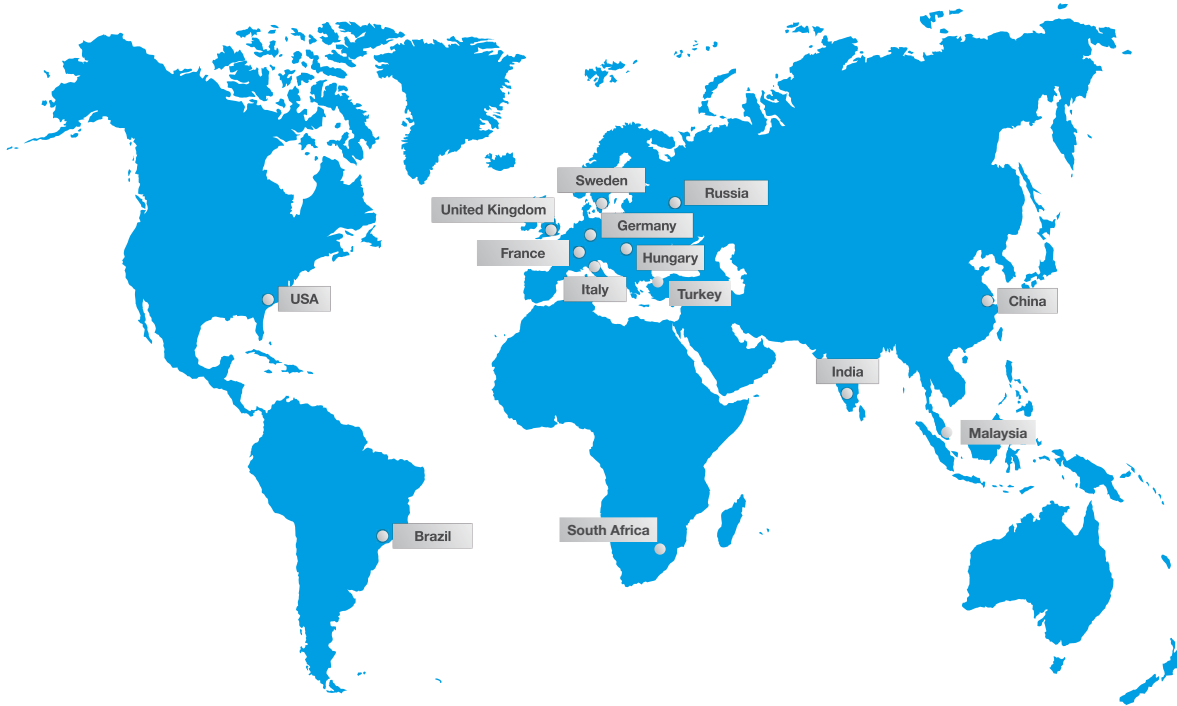 Sweden
Russia
United Kingdom
Germany
France
Hungary
Italy
Turkey
USA
China
India
Malaysia
South Africa
Brazil